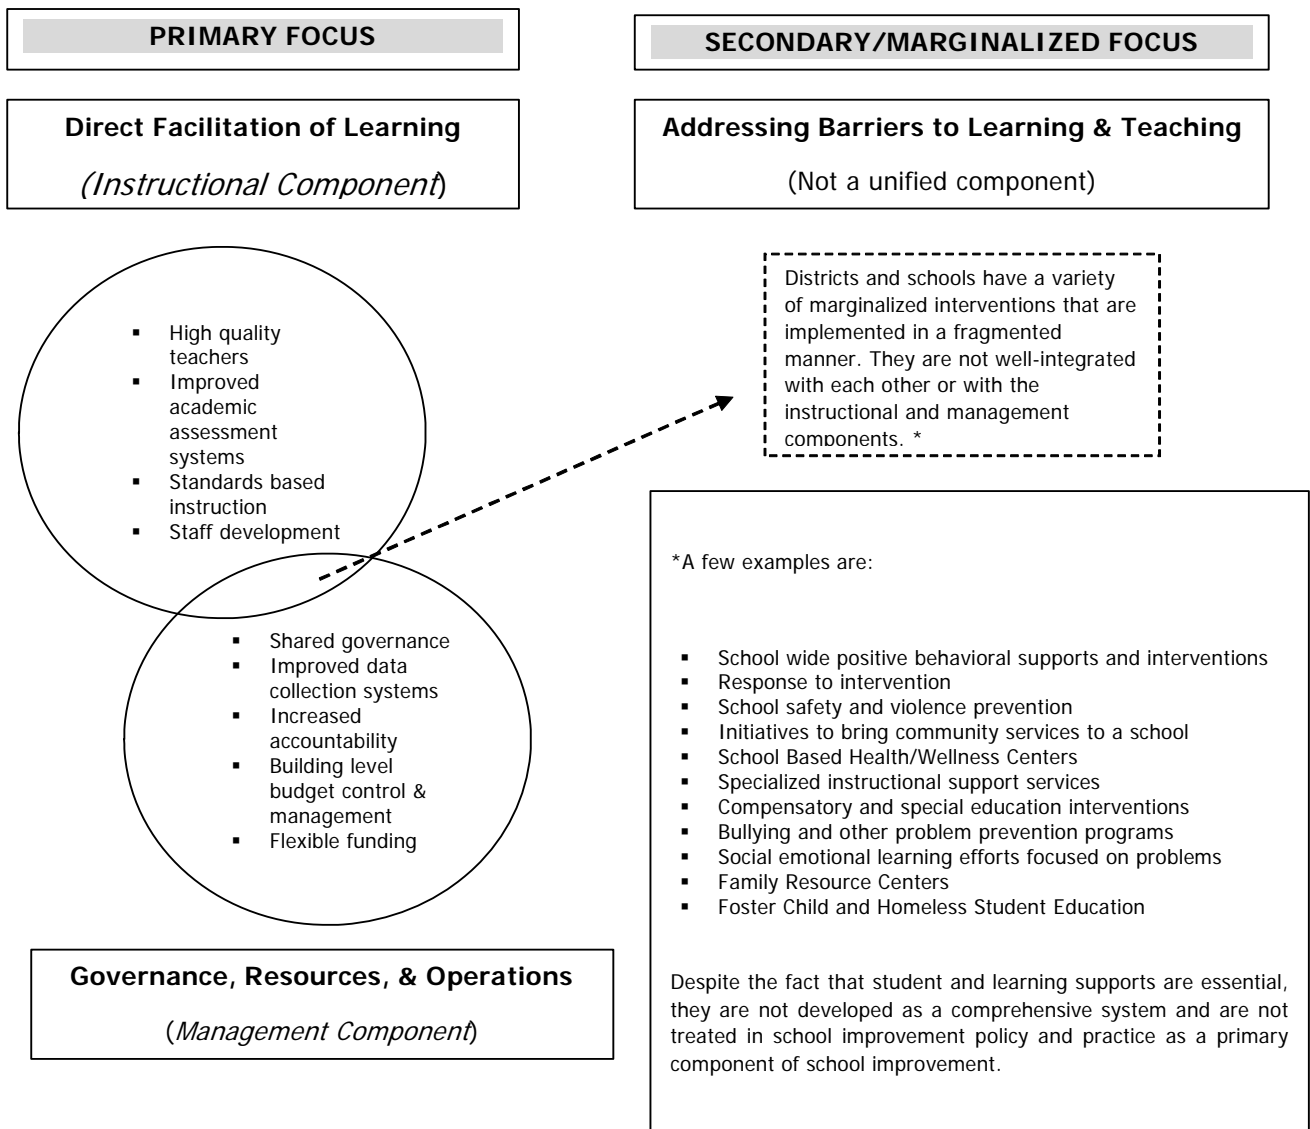 PRIMARY FOCUS
SECONDARY/MARGINALIZED FOCUS
Direct Facilitation of Learning
(Instructional Component)
Addressing Barriers to Learning & Teaching
(Not a unified component)
▪ High quality
teachers
▪ Improved
academic
assessment
systems
▪ Standards based
instruction
▪ Staff development
▪ Shared governance
▪ Improved data
collection systems
▪ Increased
accountability
▪ Building level
budget control &
management
▪ Flexible funding
Governance, Resources, & Operations
(Management Component)
Districts and schools have a variety
of marginalized interventions that are
implemented in a fragmented
manner. They are not well-integrated
with each other or with the
instructional and management
components. *
*A few examples are:
▪ School wide positive behavioral supports and interventions
▪ Response to intervention
▪ School safety and violence prevention
▪ Initiatives to bring community services to a school
▪ School Based Health/Wellness Centers
▪ Specialized instructional support services
▪ Compensatory and special education interventions
▪ Bullying and other problem prevention programs
▪ Social emotional learning efforts focused on problems
▪ Family Resource Centers
▪ Foster Child and Homeless Student Education
Despite the fact that student and learning supports are essential,
they are not developed as a comprehensive system and are not
treated in school improvement policy and practice as a primary
component of school improvement.